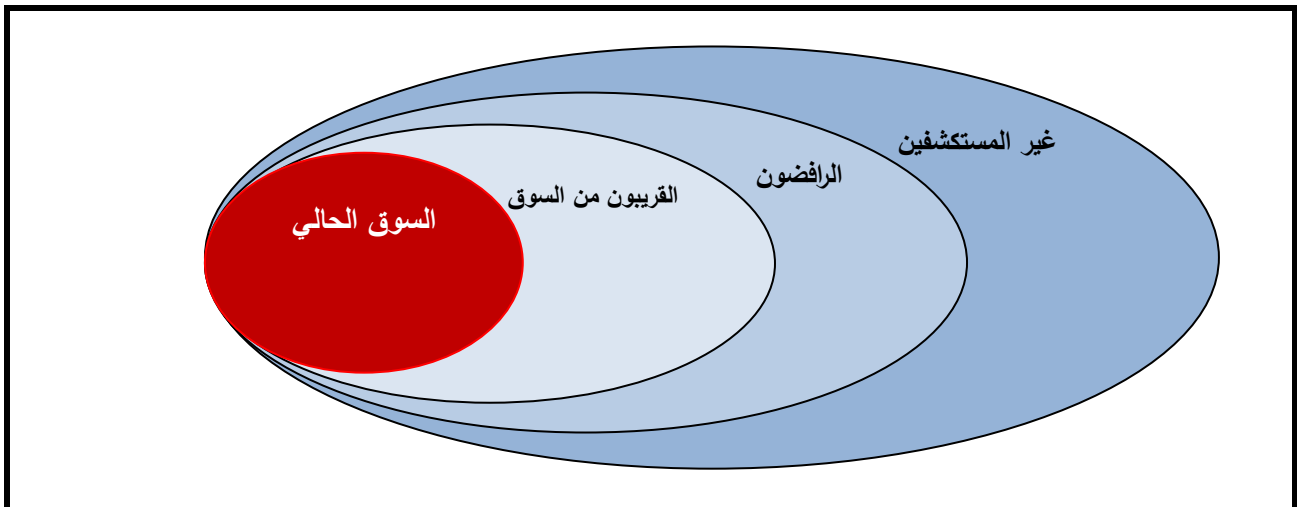 غير المستكشفين
الرافضون
القريبون من السوق
السوق الحالي